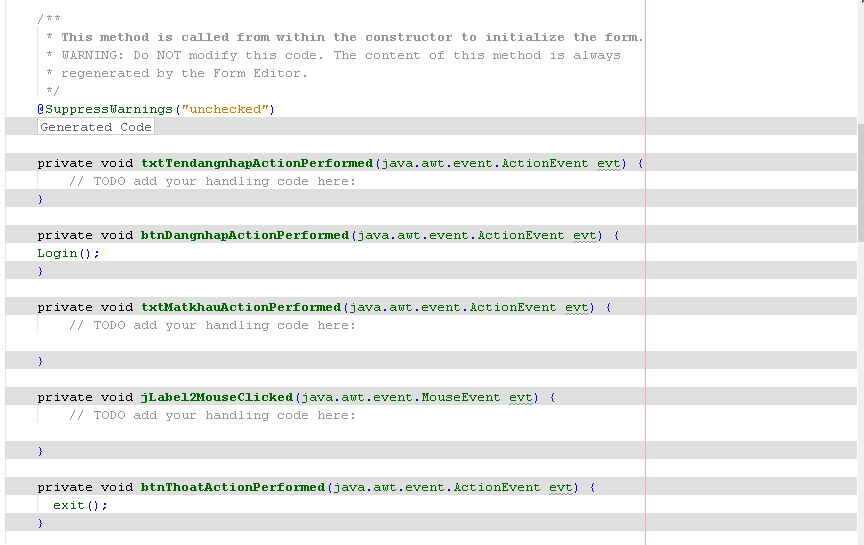 /**
 * This method is called from within the constructor to initialize the form.
 * WARNING: Do NOT modify this code. The content of this method is always
 * regenerated by the Form Editor.
 */
@SuppressWarnings("unchecked")
Generated Code
private void txtTendangnhapActionPerformed(java.awt.event.ActionEvent evt) {
    // TODO add your handling code here:
}
private void btnDangnhapActionPerformed(java.awt.event.ActionEvent evt) {
Login();
}
private void txtMatkhauActionPerformed(java.awt.event.ActionEvent evt) {
    // TODO add your handling code here:
}
private void jLabel2MouseClicked(java.awt.event.MouseEvent evt) {
    // TODO add your handling code here:
}
private void btnThoatActionPerformed(java.awt.event.ActionEvent evt) {
  exit();
}